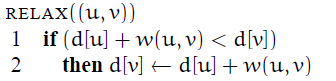 RELAX((u, v))
1 if (d[u] + w(u, v) < d[v])
2 then d[v] ← d[u] + w(u, v)